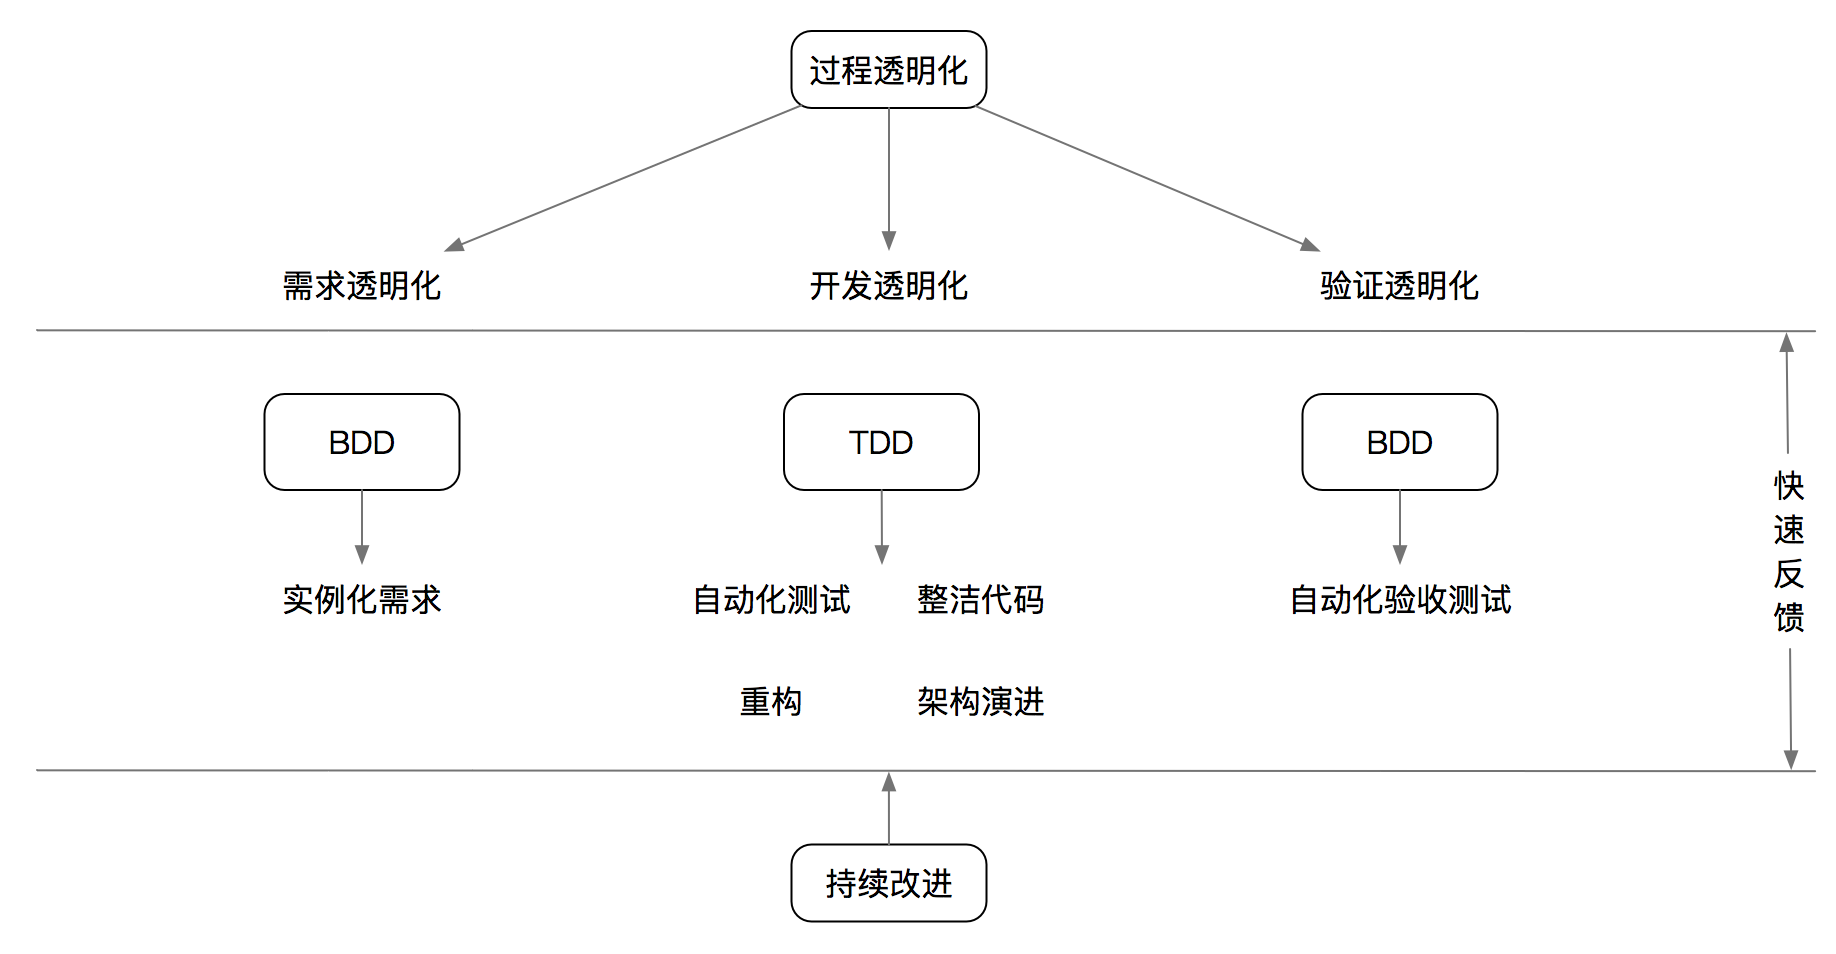 过程透明化
需求透明化
开发透明化
验证透明化
BDD
TDD
BDD
快速反馈
实例化需求
自动化测试
整洁代码
自动化验收测试
重构
架构演进
持续改进